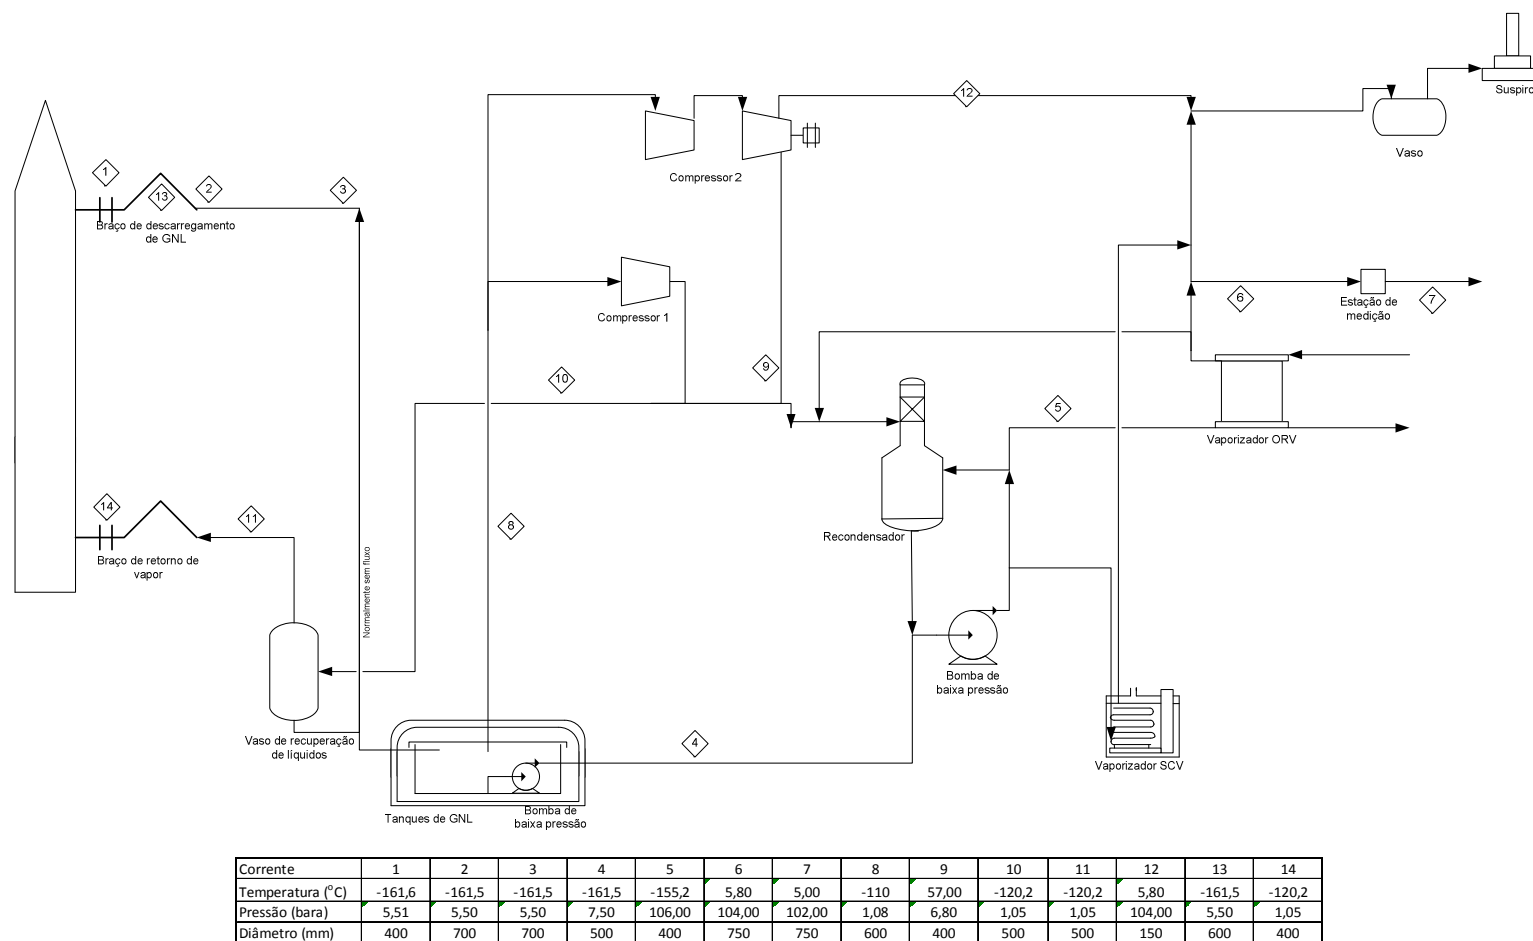 12
Suspiro
Vaso
Compressor 2
1
13
2
3
Braço de descarregamento
de GNL
Compressor 1
6
Estação de
medição
7
9
10
5
Vaporizador ORV
14
11
8
Recondensador
Braço de retorno de
vapor
Normalmente sem fluxo
Bomba de
baixa pressão
Vaso de recuperação
de líquidos
4
Vaporizador SCV
Tanques de GNL
Bomba de
baixa pressão
Corrente 1 2 3 4 5 6 7 8 9 10 11 12 13 14
Temperatura (°C) -161,6 -161,5 -161,5 -161,5 -155,2 5,80 5,00 -110 57,00 -120,2 -120,2 5,80 -161,5 -120,2
Pressão (bara) 5,51 5,50 5,50 7,50 106,00 104,00 102,00 1,08 6,80 1,05 1,05 104,00 5,50 1,05
Diâmetro (mm) 400 700 700 500 400 750 750 600 400 500 500 150 600 400